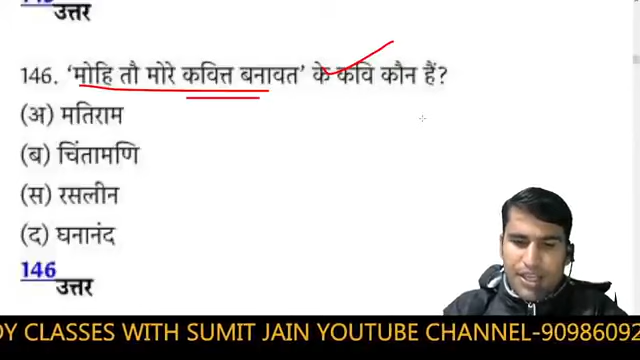 उत्तर
146. ‘मोहि तौ मोरे कवित्त बनावत’ के कवि कौन हैं?
(अ) मतिराम
(ब) चिंतामणि
(स) रसलीन
(द) घनानंद
146
उत्तर
DY CLASSES WITH SUMIT JAIN YOUTUBE CHANNEL-90986092